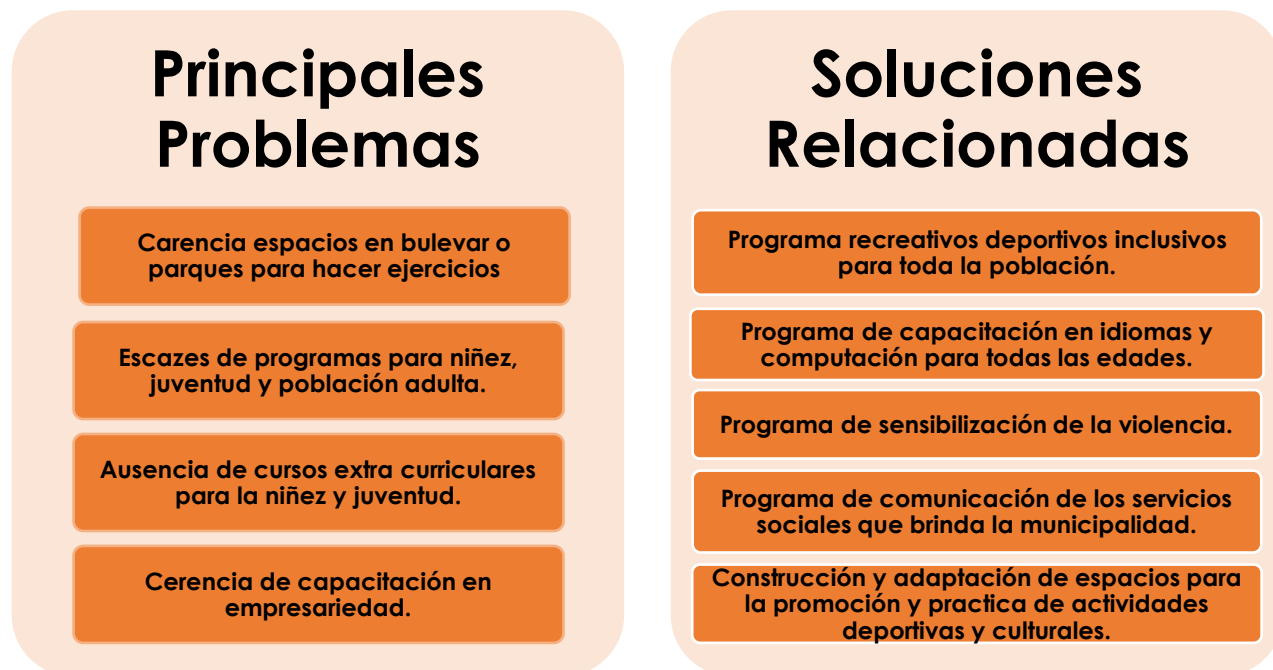 Principales
Problemas
Carencia espacios en bulevar o
parques para hacer ejercicios
Escazes de programas para niñez,
juventud y población adulta.
Ausencia de cursos extra curriculares
para la niñez y juventud.
Cerencia de capacitación en
empresariedad.
Soluciones
Relacionadas
Programa recreativos deportivos inclusivos
para toda la población.
Programa de capacitación en idiomas y
computación para todas las edades.
Programa de sensibilización de la violencia.
Programa de comunicación de los servicios
sociales que brinda la municipalidad.
Construcción y adaptación de espacios para
la promoción y practica de actividades
deportivas y culturales.